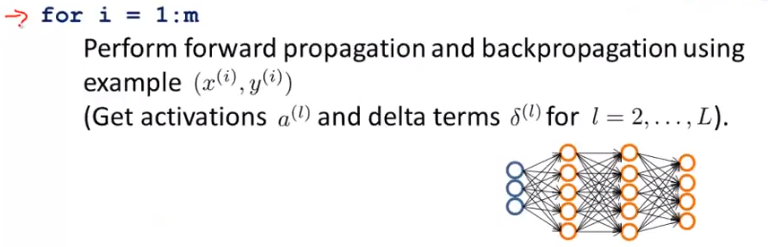 for i = 1:m
Perform forward propagation and backpropagation using
example (x^{(i)}, y^{(i)})
(Get activations a^{(l)} and delta terms δ^{(l)} for l = 2, . . . , L).